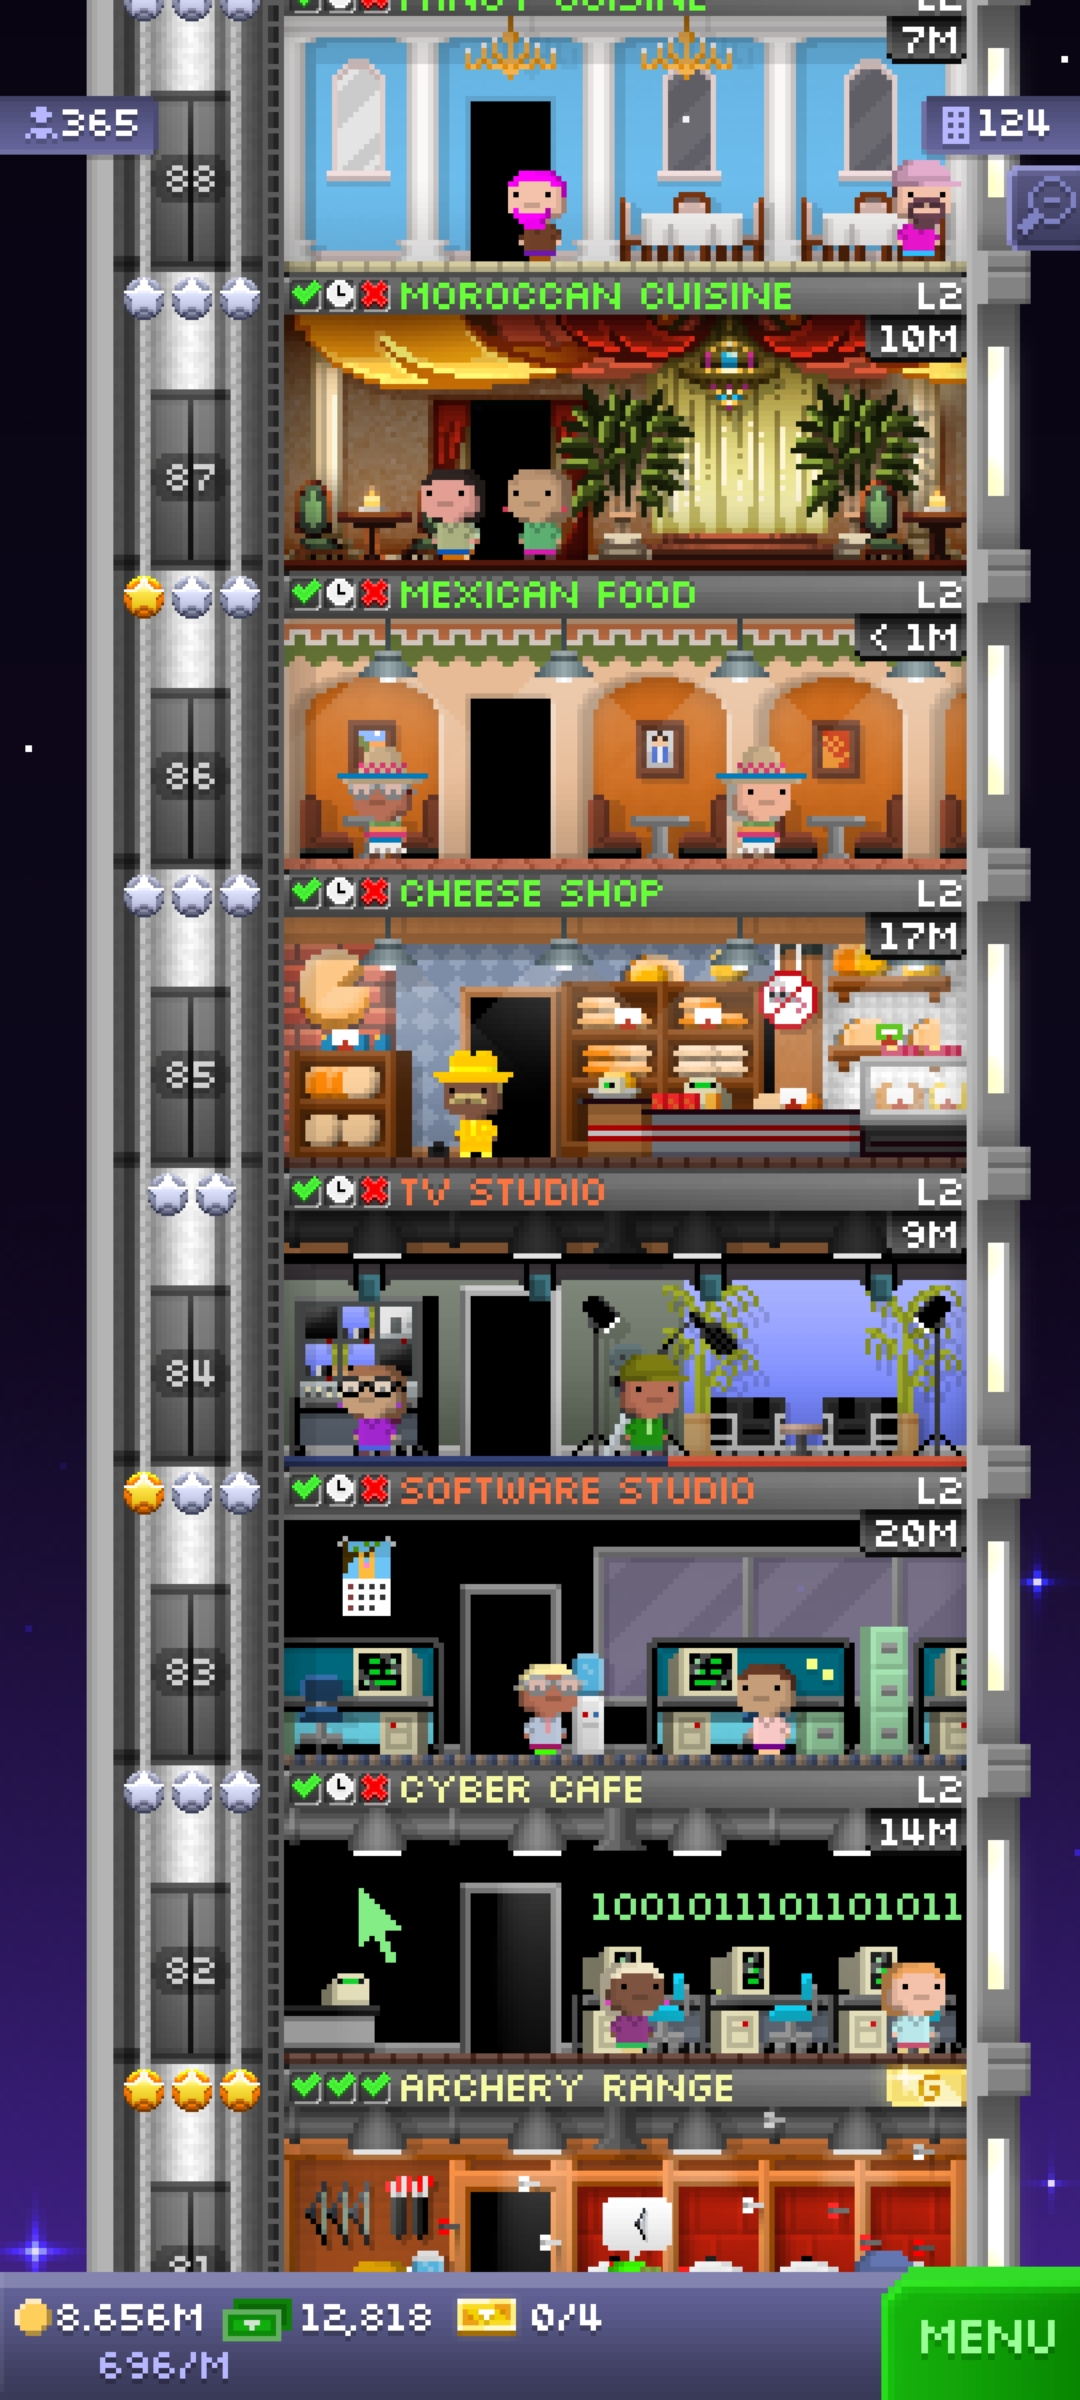 FANCY CUISINE L2
7M
365
124
88
MOROCCAN CUISINE L2
10M
87
MEXICAN FOOD L2
< 1M
86
CHEESE SHOP L2
17M
85
TV STUDIO L2
9M
84
SOFTWARE STUDIO L2
20M
83
CYBER CAFE L2
14M
1001011101101011
82
ARCHERY RANGE G
81
8.656M 12,818 0/4
696/M
MENU